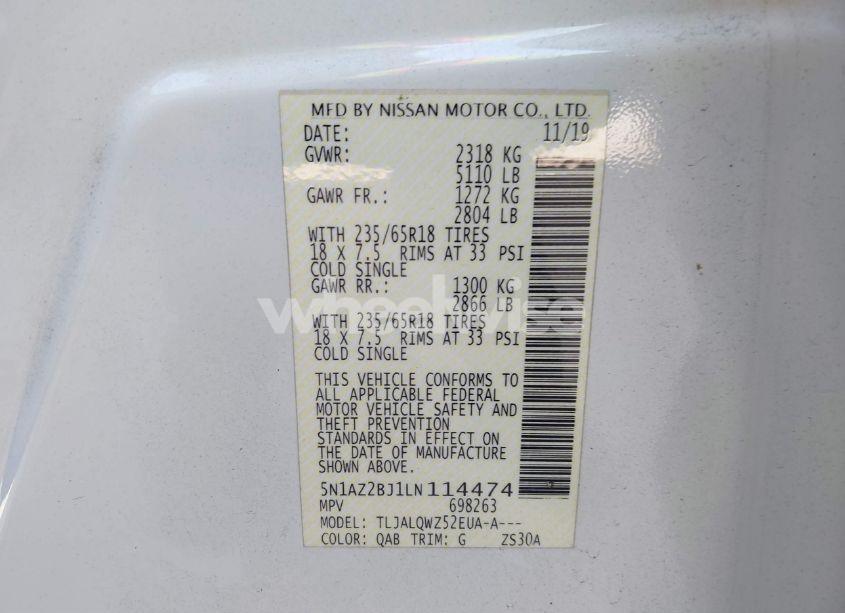 MFD BY NISSAN MOTOR CO., LTD.
DATE: 11/19
GVWR: 2318 KG
5110 LB
GAWR FR.: 1272 KG
2804 LB
WITH 235/65R18 TIRES
18 X 7.5 RIMS AT 33 PSI
COLD SINGLE
GAWR RR.: 1300 KG
2866 LB
wheelwise
WITH 235/65R18 TIRES
18 X 7.5 RIMS AT 33 PSI
COLD SINGLE
THIS VEHICLE CONFORMS TO
ALL APPLICABLE FEDERAL
MOTOR VEHICLE SAFETY AND
THEFT PREVENTION
STANDARDS IN EFFECT ON
THE DATE OF MANUFACTURE
SHOWN ABOVE.
5N1AZ2BJ1LN114474
MPV 698263
MODEL: TLJALQWZ52EUA-A---
COLOR: QAB TRIM: G ZS30A